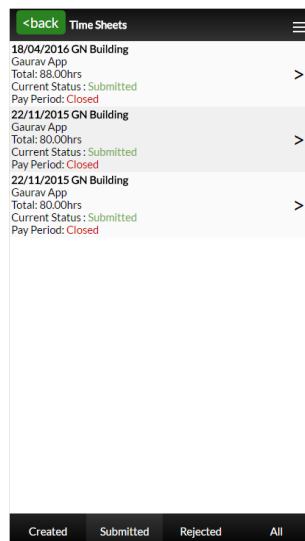 <back Time Sheets
18/04/2016 GN Building
Gaurav App
Total: 88.00hrs
Current Status : Submitted
Pay Period: Closed
>
22/11/2015 GN Building
Gaurav App
Total: 80.00hrs
Current Status : Submitted
Pay Period: Closed
>
22/11/2015 GN Building
Gaurav App
Total: 80.00hrs
Current Status : Submitted
Pay Period: Closed
>
Created Submitted Rejected All